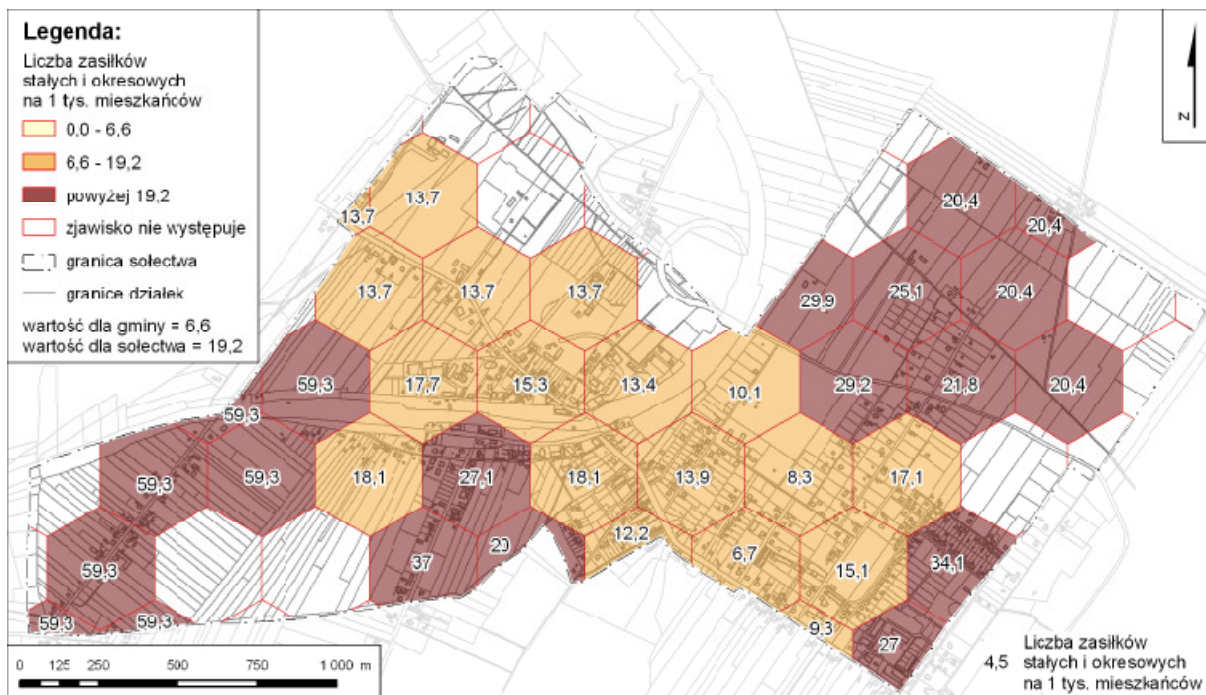 Legenda:
Liczba zasiłków
stałych i okresowych
na 1 tys. mieszkańców
0,0 - 6,6
6,6 - 19,2
powyżej 19,2
zjawisko nie występuje
granica sołectwa
granice działek
wartość dla gminy = 6,6
wartość dla sołectwa = 19,2
N
13,7
20,4
13,7
20,4
13,7
13,7
13,7
29,9
25,1
20,4
59,3
17,7
15,3
13,4
10,1
29,2
21,8
20,4
59,3
59,3
59,3
18,1
27,1
18,1
13,9
8,3
17,1
59,3
37
20
12,2
6,7
15,1
34,1
59,3
59,3
9,3
27
0 125 250 500 750 1 000 m
4,5 Liczba zasiłków
stałych i okresowych
na 1 tys. mieszkańców